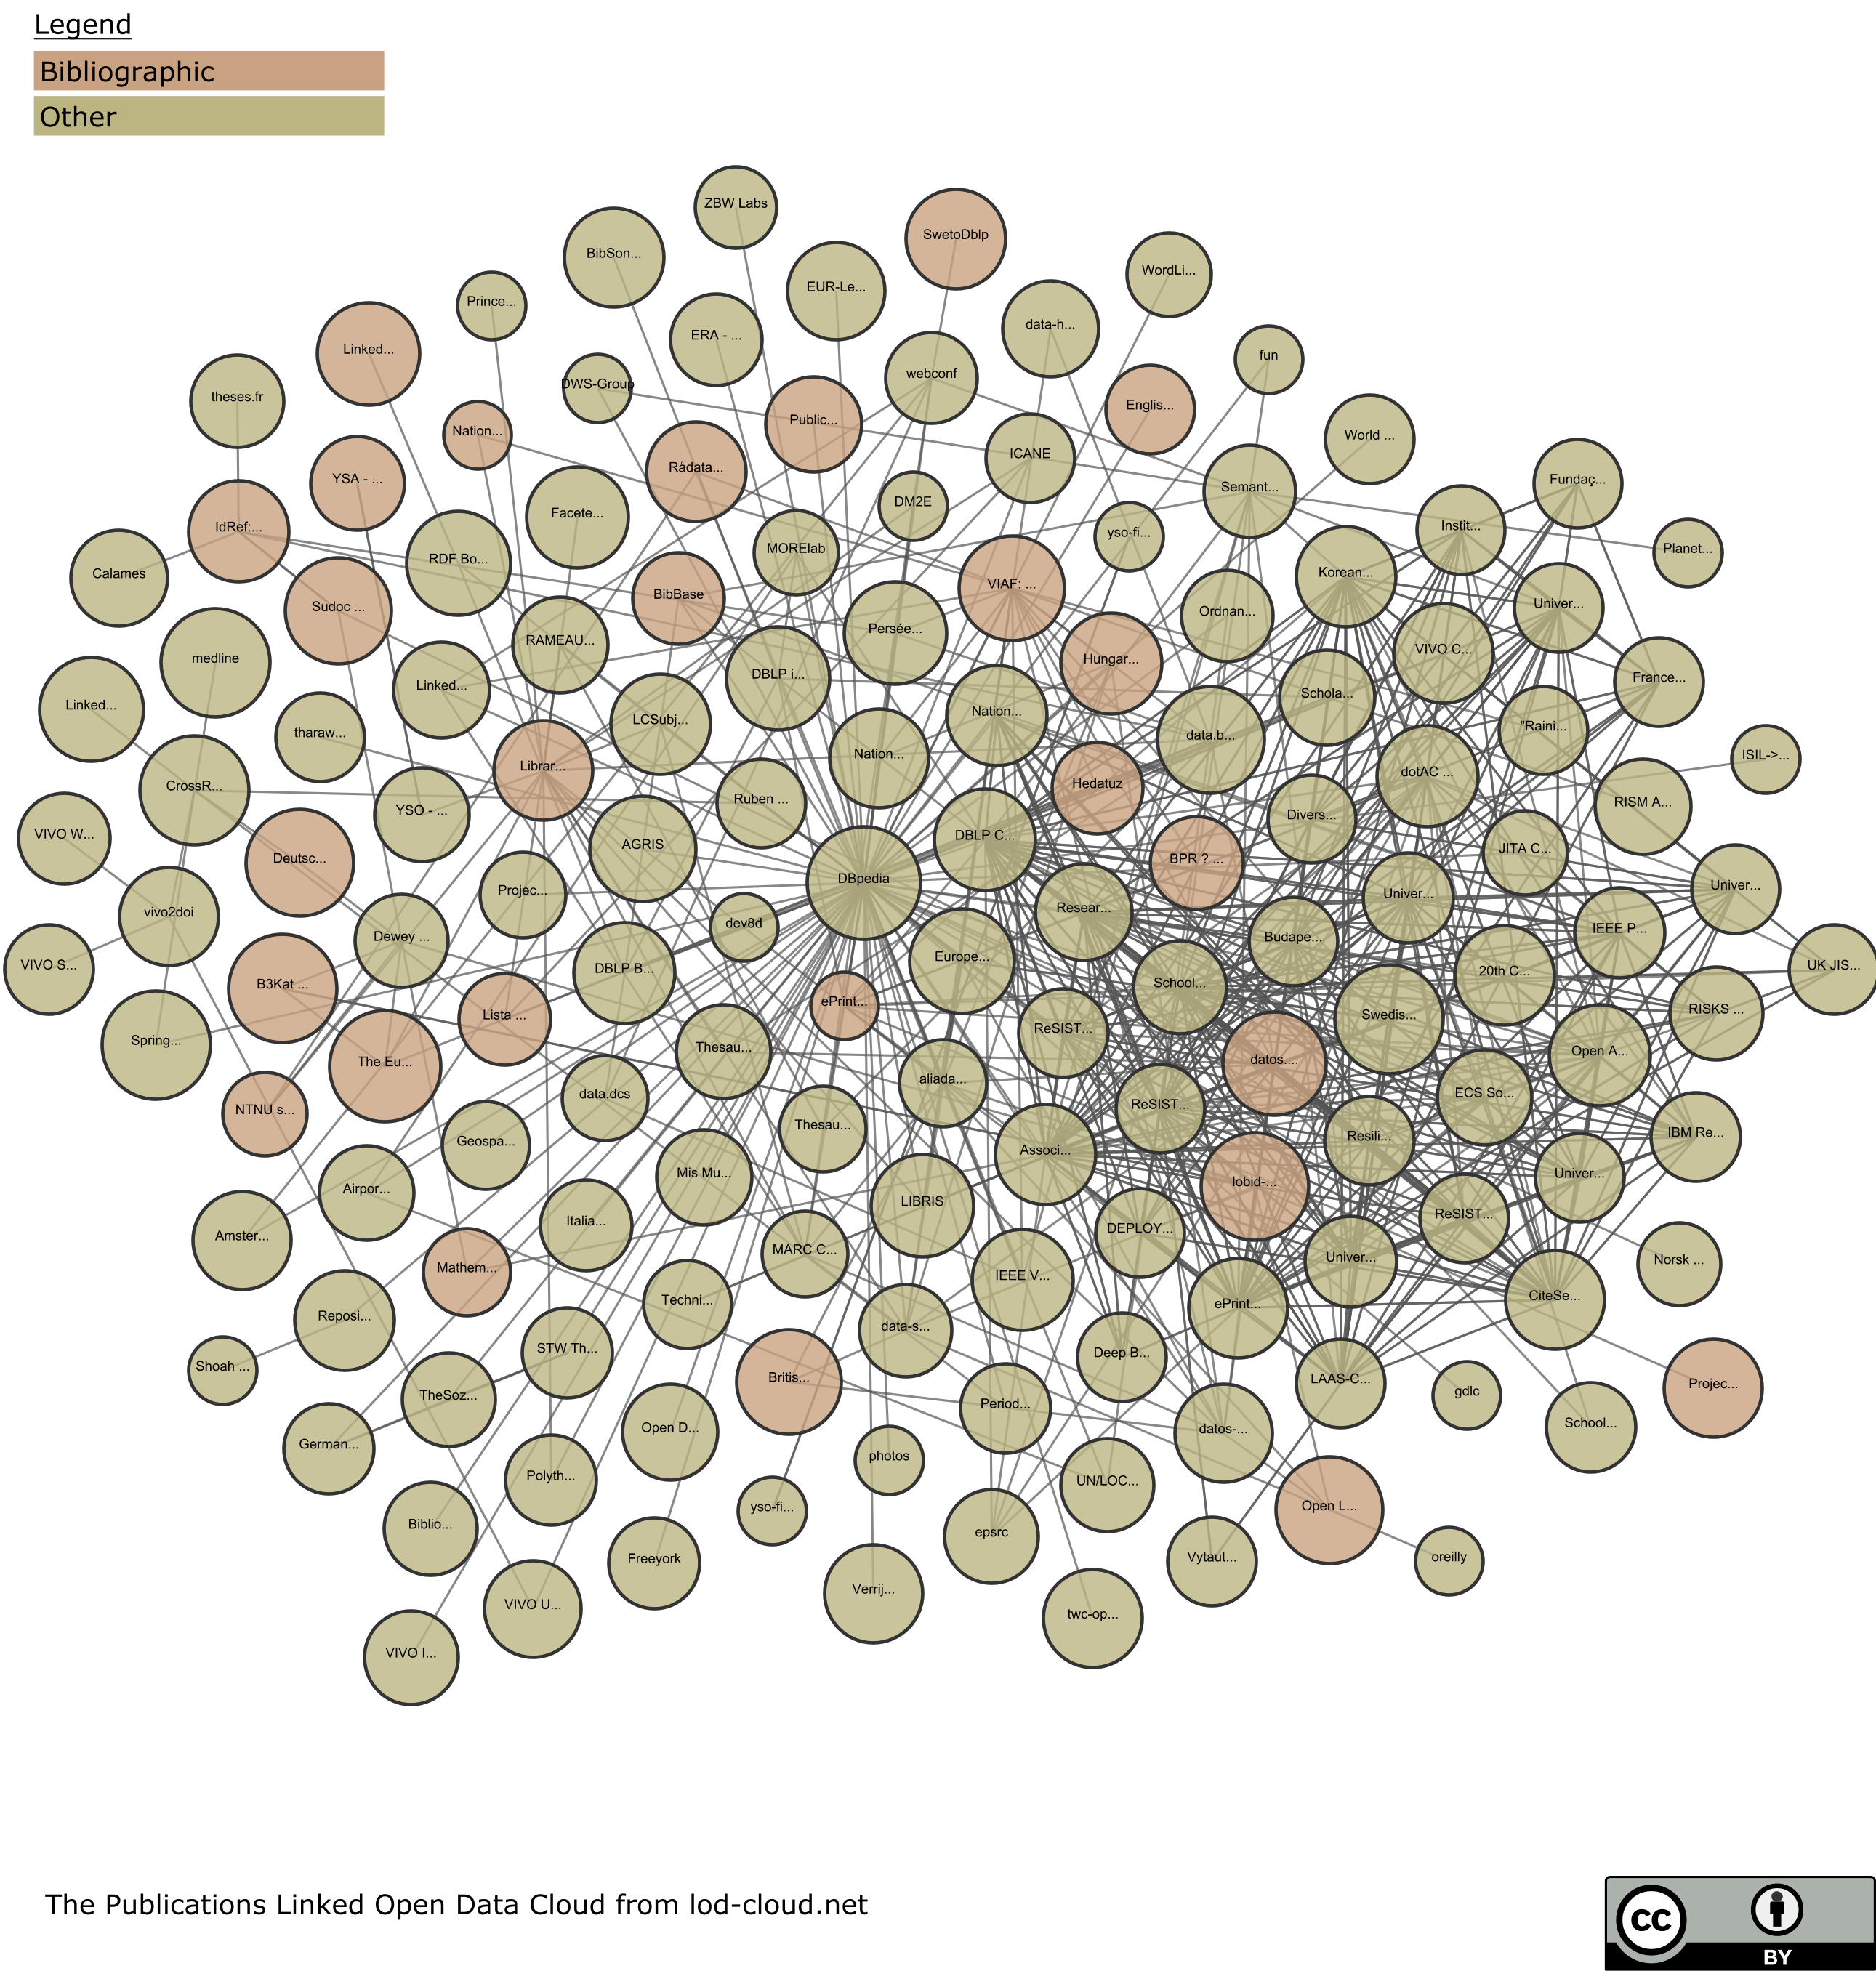 Legend
Bibliographic
Other
ZBW Labs
SwetoDblp
BibSon...
WordLi...
EUR-Le...
Prince...
data-h...
ERA - ...
Linked...
fun
webconf
DWS-Group
theses.fr
Englis...
Public...
Nation...
World ...
ICANE
Rådata...
YSA - ...
Fundaç...
Semant...
DM2E
Facete...
IdRef:...
Instit...
yso-fi...
MORElab
Planet...
RDF Bo...
Calames
Korean...
VIAF: ...
BibBase
Univer...
Sudoc ...
Ordnan...
Persée...
RAMEAU...
VIVO C...
medline
Hungar...
DBLP i...
France...
Linked...
Schola...
Linked...
Nation...
LCSubj...
"Raini...
tharaw...
data.b...
Nation...
ISIL->...
Librar...
dotAC ...
CrossR...
Hedatuz
Ruben ...
RISM A...
YSO - ...
Divers...
VIVO W...
DBLP C...
AGRIS
JITA C...
Deutsc...
BPR ? ...
DBpedia
Univer...
Univer...
Projec...
Resear...
vivo2doi
dev8d
IEEE P...
Dewey ...
Budape...
Europe...
VIVO S...
UK JIS...
DBLP B...
20th C...
School...
B3Kat ...
ePrint...
RISKS ...
Lista ...
Swedis...
ReSIST...
Spring...
Thesau...
Open A...
The Eu...
datos....
aliada...
data.dcs
ECS So...
ReSIST...
NTNU s...
Thesau...
IBM Re...
Resili...
Geospa...
Associ...
Mis Mu...
Univer...
lobid-...
Airpor...
LIBRIS
ReSIST...
Italia...
DEPLOY...
Amster...
MARC C...
Univer...
Norsk ...
Mathem...
IEEE V...
CiteSe...
Techni...
ePrint...
Reposi...
data-s...
STW Th...
Deep B...
Shoah ...
Britis...
LAAS-C...
Projec...
gdlc
TheSoz...
Period...
School...
Open D...
datos-...
German...
photos
Polyth...
UN/LOC...
yso-fi...
Open L...
Biblio...
epsrc
Vytaut...
oreilly
Freeyork
Verrij...
VIVO U...
twc-op...
VIVO I...
The Publications Linked Open Data Cloud from lod-cloud.net
cc
BY